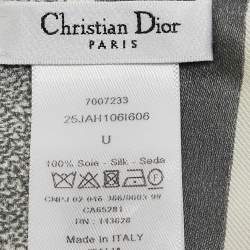 Christian Dior
PARIS
7007233
25JAH106I606
U
100% Soie - Silk - Seda
CA65281
RN : 143628
Made in ITALY